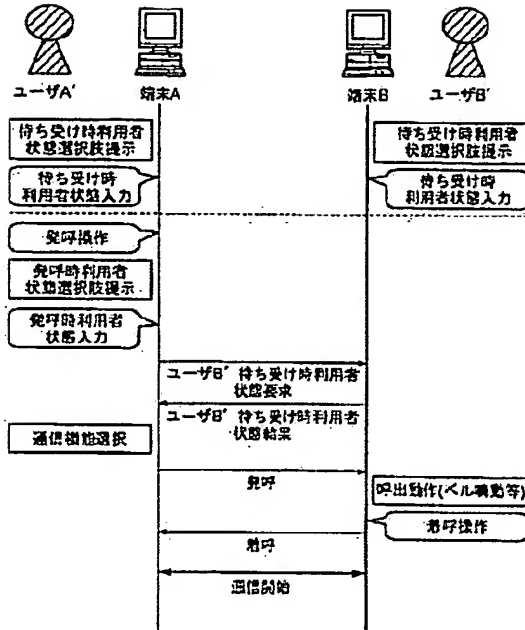 ユーザA'
端末A
端末B
ユーザB'
待ち受け時利用者
状態選択肢提示
待ち受け時利用者
状態選択肢提示
待ち受け時
利用者状態入力
待ち受け時
利用者状態入力
発呼操作
発呼時利用者
状態選択肢提示
発呼時利用者
状態入力
ユーザB' 待ち受け時利用者
状態要求
ユーザB' 待ち受け時利用者
状態結果
通信機能選択
発呼
呼出動作(ベル鳴動等)
着呼操作
着呼
通信開始